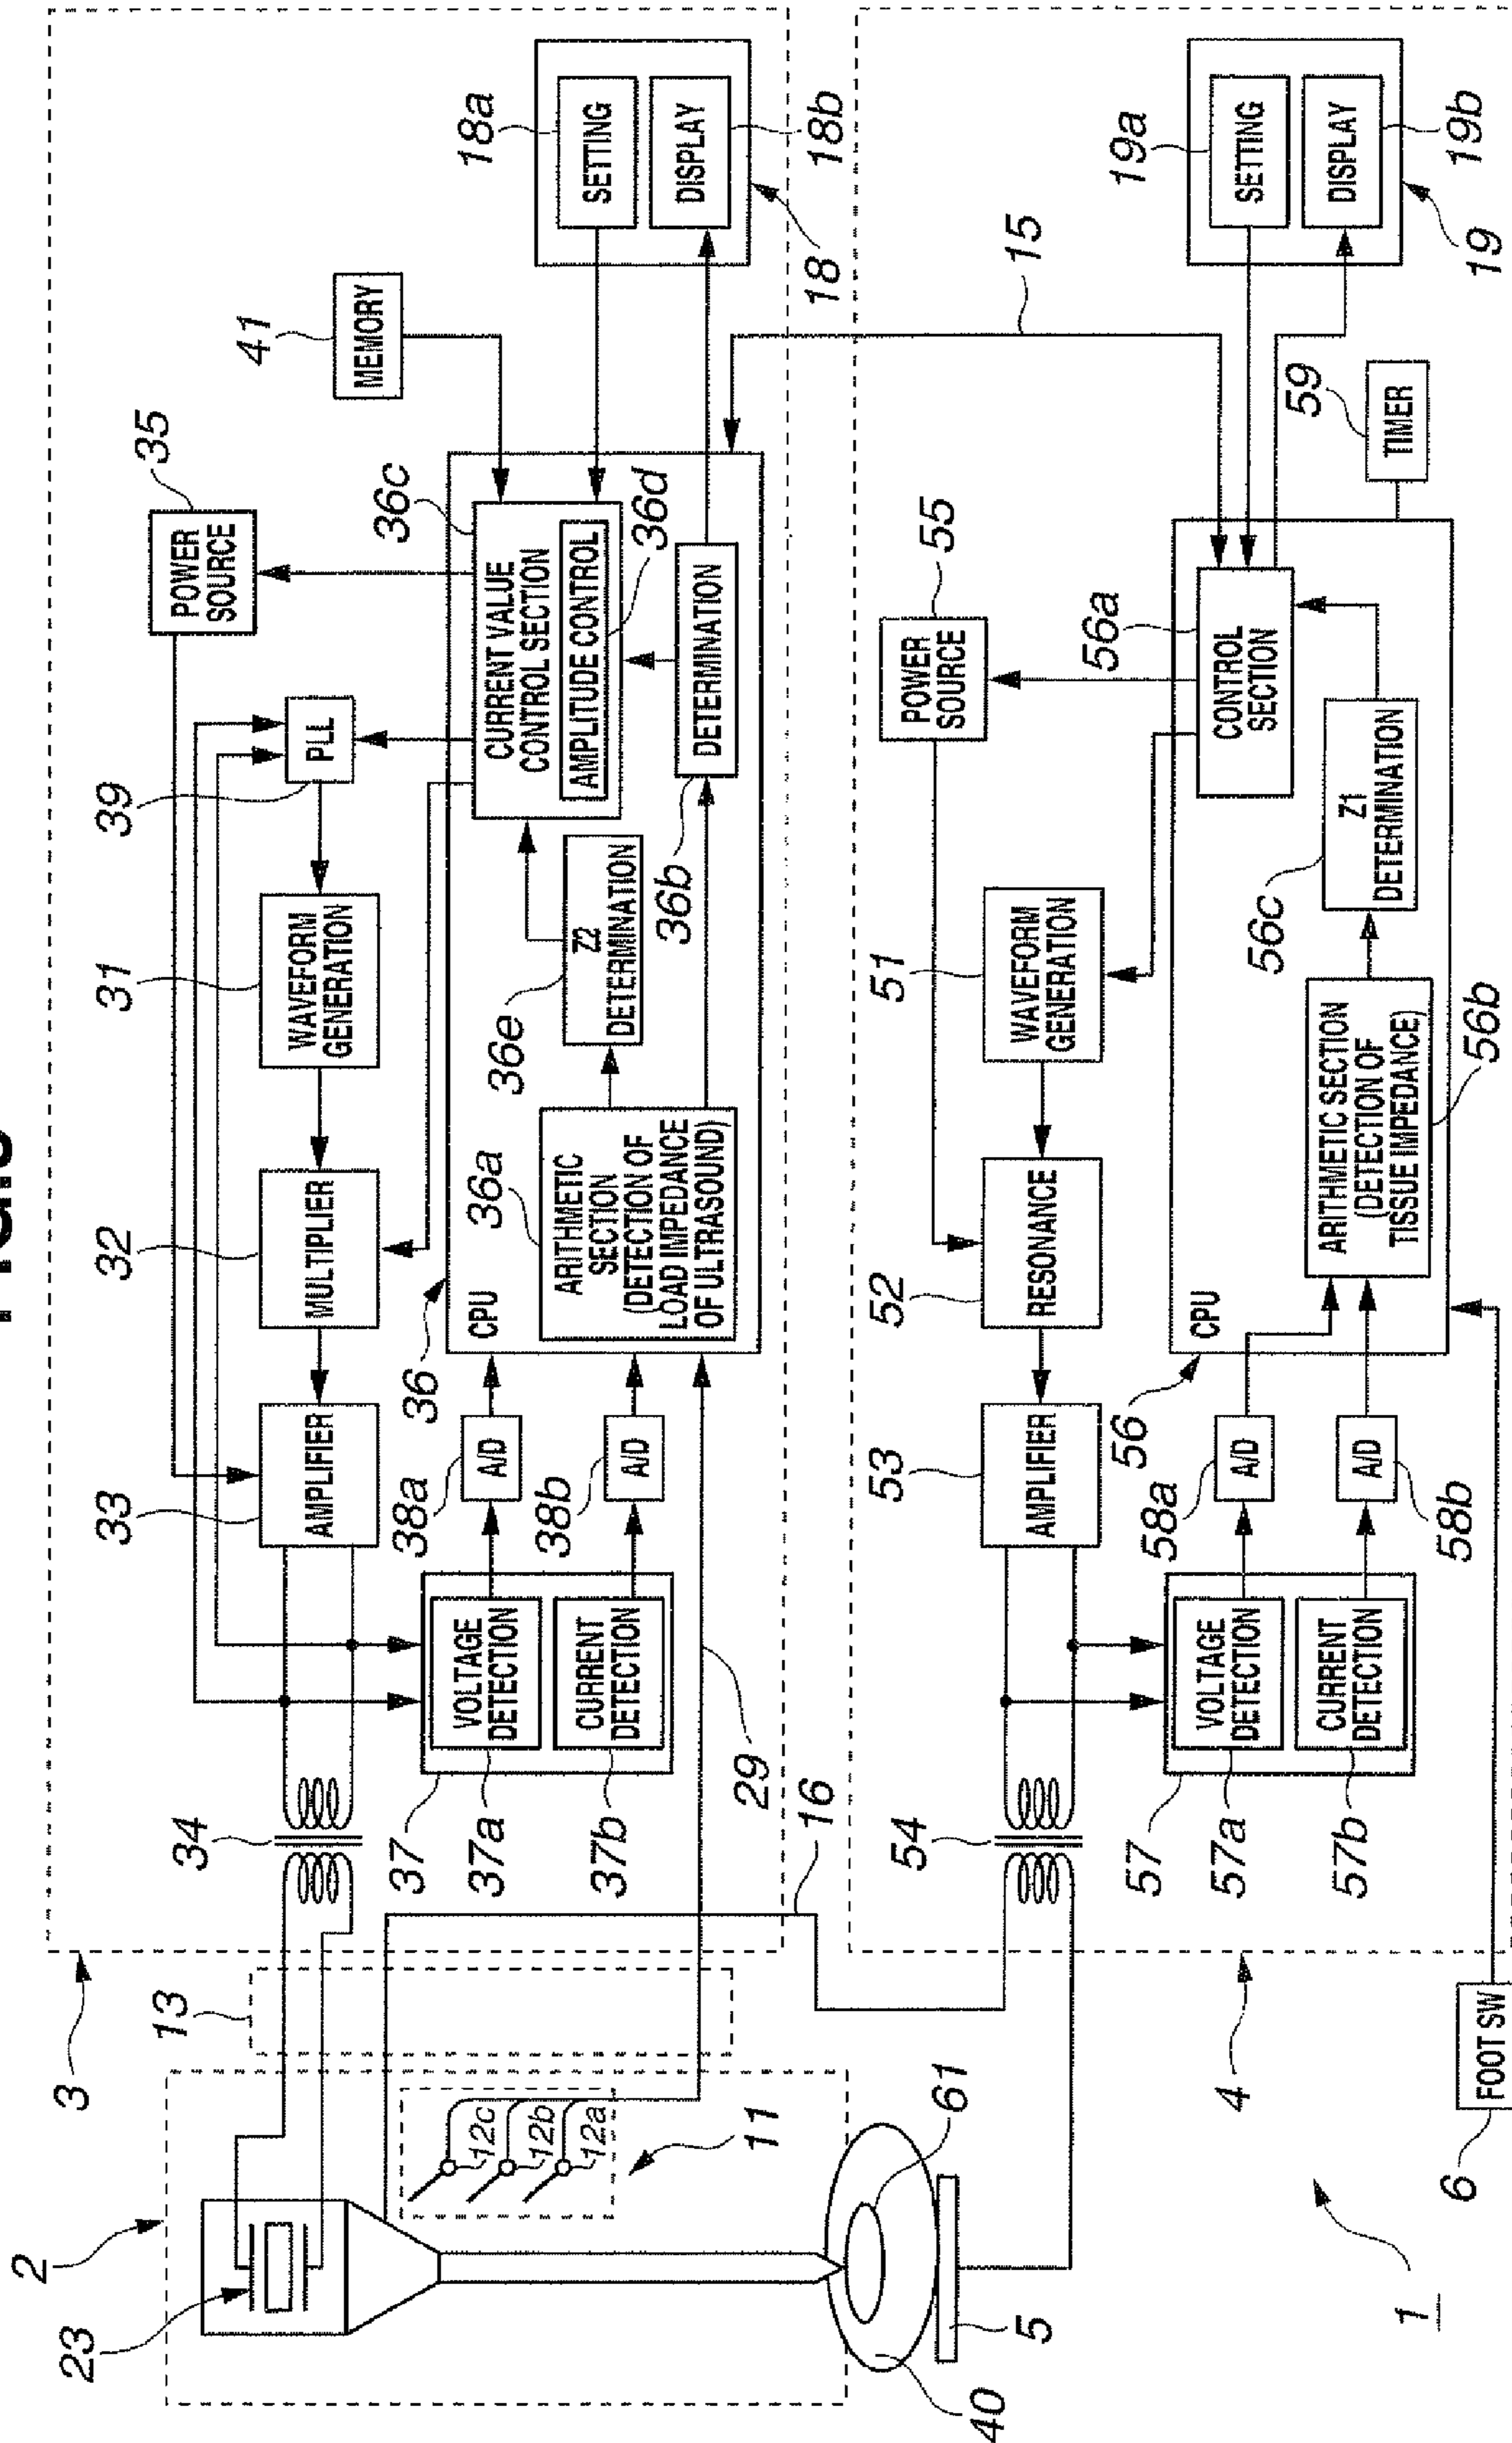 3
13
2
23
34
33
32
31
39
35
41
AMPLIFIER
MULTIPLIER
WAVEFORM
GENERATION
PLL
POWER
SOURCE
MEMORY
37
VOLTAGE
DETECTION
37a
CURRENT
DETECTION
37b
38a
A/D
38b
A/D
36
CPU
36a
ARITHMETIC
SECTION
(DETECTION OF
LOAD IMPEDANCE
OF ULTRASOUND)
36e
Z2
DETERMINATION
36c
CURRENT VALUE
CONTROL SECTION
AMPLITUDE CONTROL
36d
DETERMINATION
36b
18a
SETTING
DISPLAY
18b
18
12c
12b
12a
11
29
16
15
61
40
5
4
54
53
AMPLIFIER
52
RESONANCE
51
WAVEFORM
GENERATION
55
POWER
SOURCE
57
VOLTAGE
DETECTION
57a
CURRENT
DETECTION
57b
58a
A/D
A/D
58b
56
CPU
56a
CONTROL
SECTION
56c
Z1
DETERMINATION
ARITHMETIC SECTION
(DETECTION OF
TISSUE IMPEDANCE)
56b
59
TIMER
19a
SETTING
DISPLAY
19b
19
FOOT SW
6
1